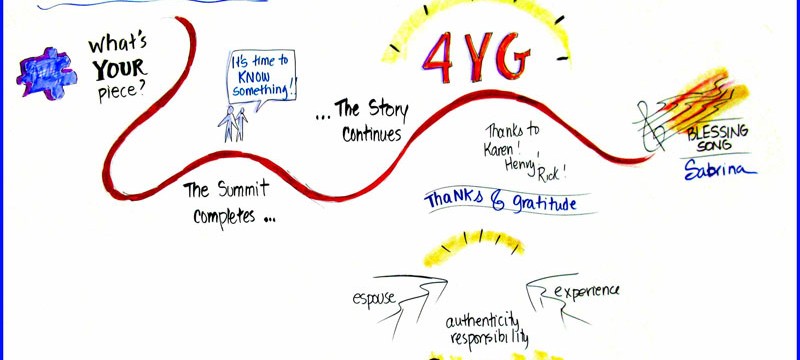 What's
YOUR
piece?
It's time to
KNOW
something!!
4YG
... The Story
continues
The Summit
completes ...
Thanks to
Karen!
Henry,
Rick!
BLESSING
SONG
Sabrina
Thanks & gratitude
espouse
experience
authenticity
responsibility